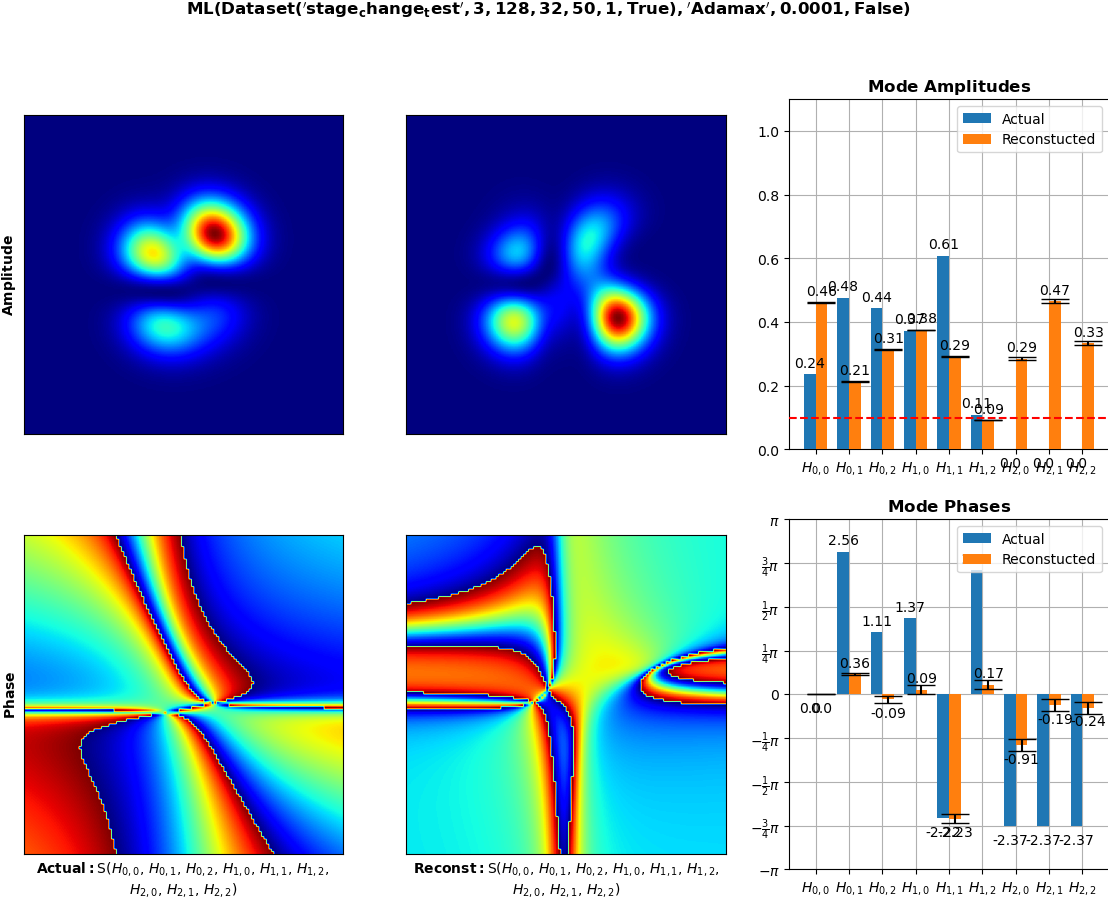 ML(Dataset('stage_change_test', 3, 128, 32, 50, 1, True), 'Adamax', 0.0001, False)
Amplitude
Mode Amplitudes
Actual
Reconstucted
1.0
0.8
0.6
0.4
0.2
0.0
0.24 0.46 0.48 0.21 0.44 0.31 0.37 0.38 0.61 0.29 0.11 0.09 0.0 0.29 0.0 0.47 0.0 0.33
H0,0 H0,1 H0,2 H1,0 H1,1 H1,2 H2,0 H2,1 H2,2
Phase
Mode Phases
Actual
Reconstucted
π
3/4π
1/2π
1/4π
0
−1/4π
−1/2π
−3/4π
−π
0.0 0.0 2.56 0.36 1.11 -0.09 1.37 0.09 -2.22 -2.23 0.17 -2.37 -0.91 -2.37 -0.19 -2.37 -0.24
H0,0 H0,1 H0,2 H1,0 H1,1 H1,2 H2,0 H2,1 H2,2
Actual: S(H0,0, H0,1, H0,2, H1,0, H1,1, H1,2,
H2,0, H2,1, H2,2)
Reconst: S(H0,0, H0,1, H0,2, H1,0, H1,1, H1,2,
H2,0, H2,1, H2,2)